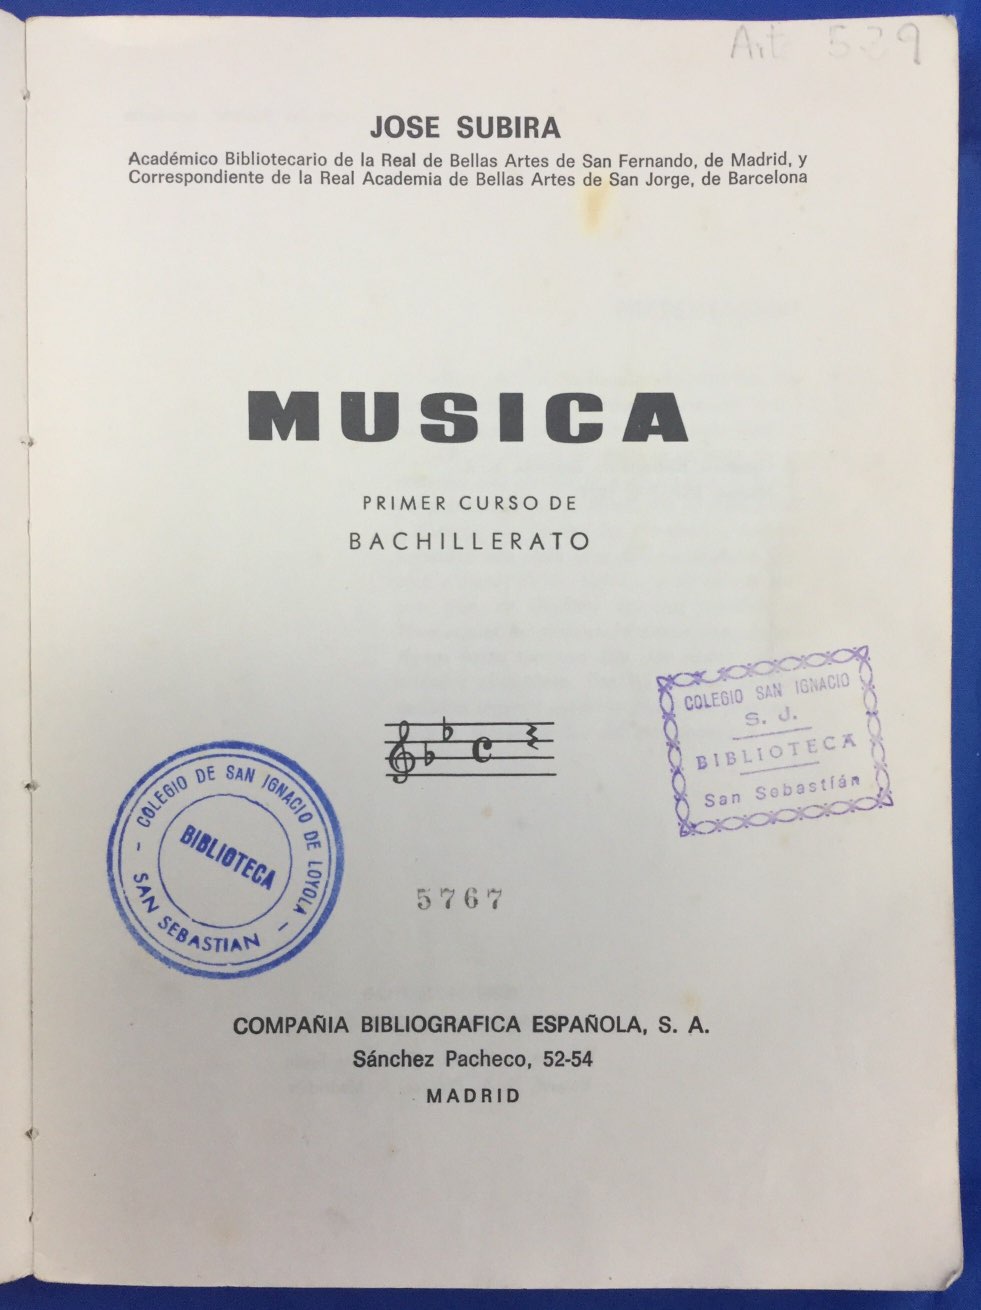 Art 539
JOSE SUBIRA
Académico Bibliotecario de la Real de Bellas Artes de San Fernando, de Madrid, y
Correspondiente de la Real Academia de Bellas Artes de San Jorge, de Barcelona
MUSICA
PRIMER CURSO DE
BACHILLERATO
COLEGIO SAN IGNACIO
S. J.
BIBLIOTECA
San Sebastián
COLEGIO DE SAN IGNACIO DE LOYOLA
BIBLIOTECA
SAN SEBASTIAN
5767
COMPAÑIA BIBLIOGRAFICA ESPAÑOLA, S. A.
Sánchez Pacheco, 52-54
MADRID